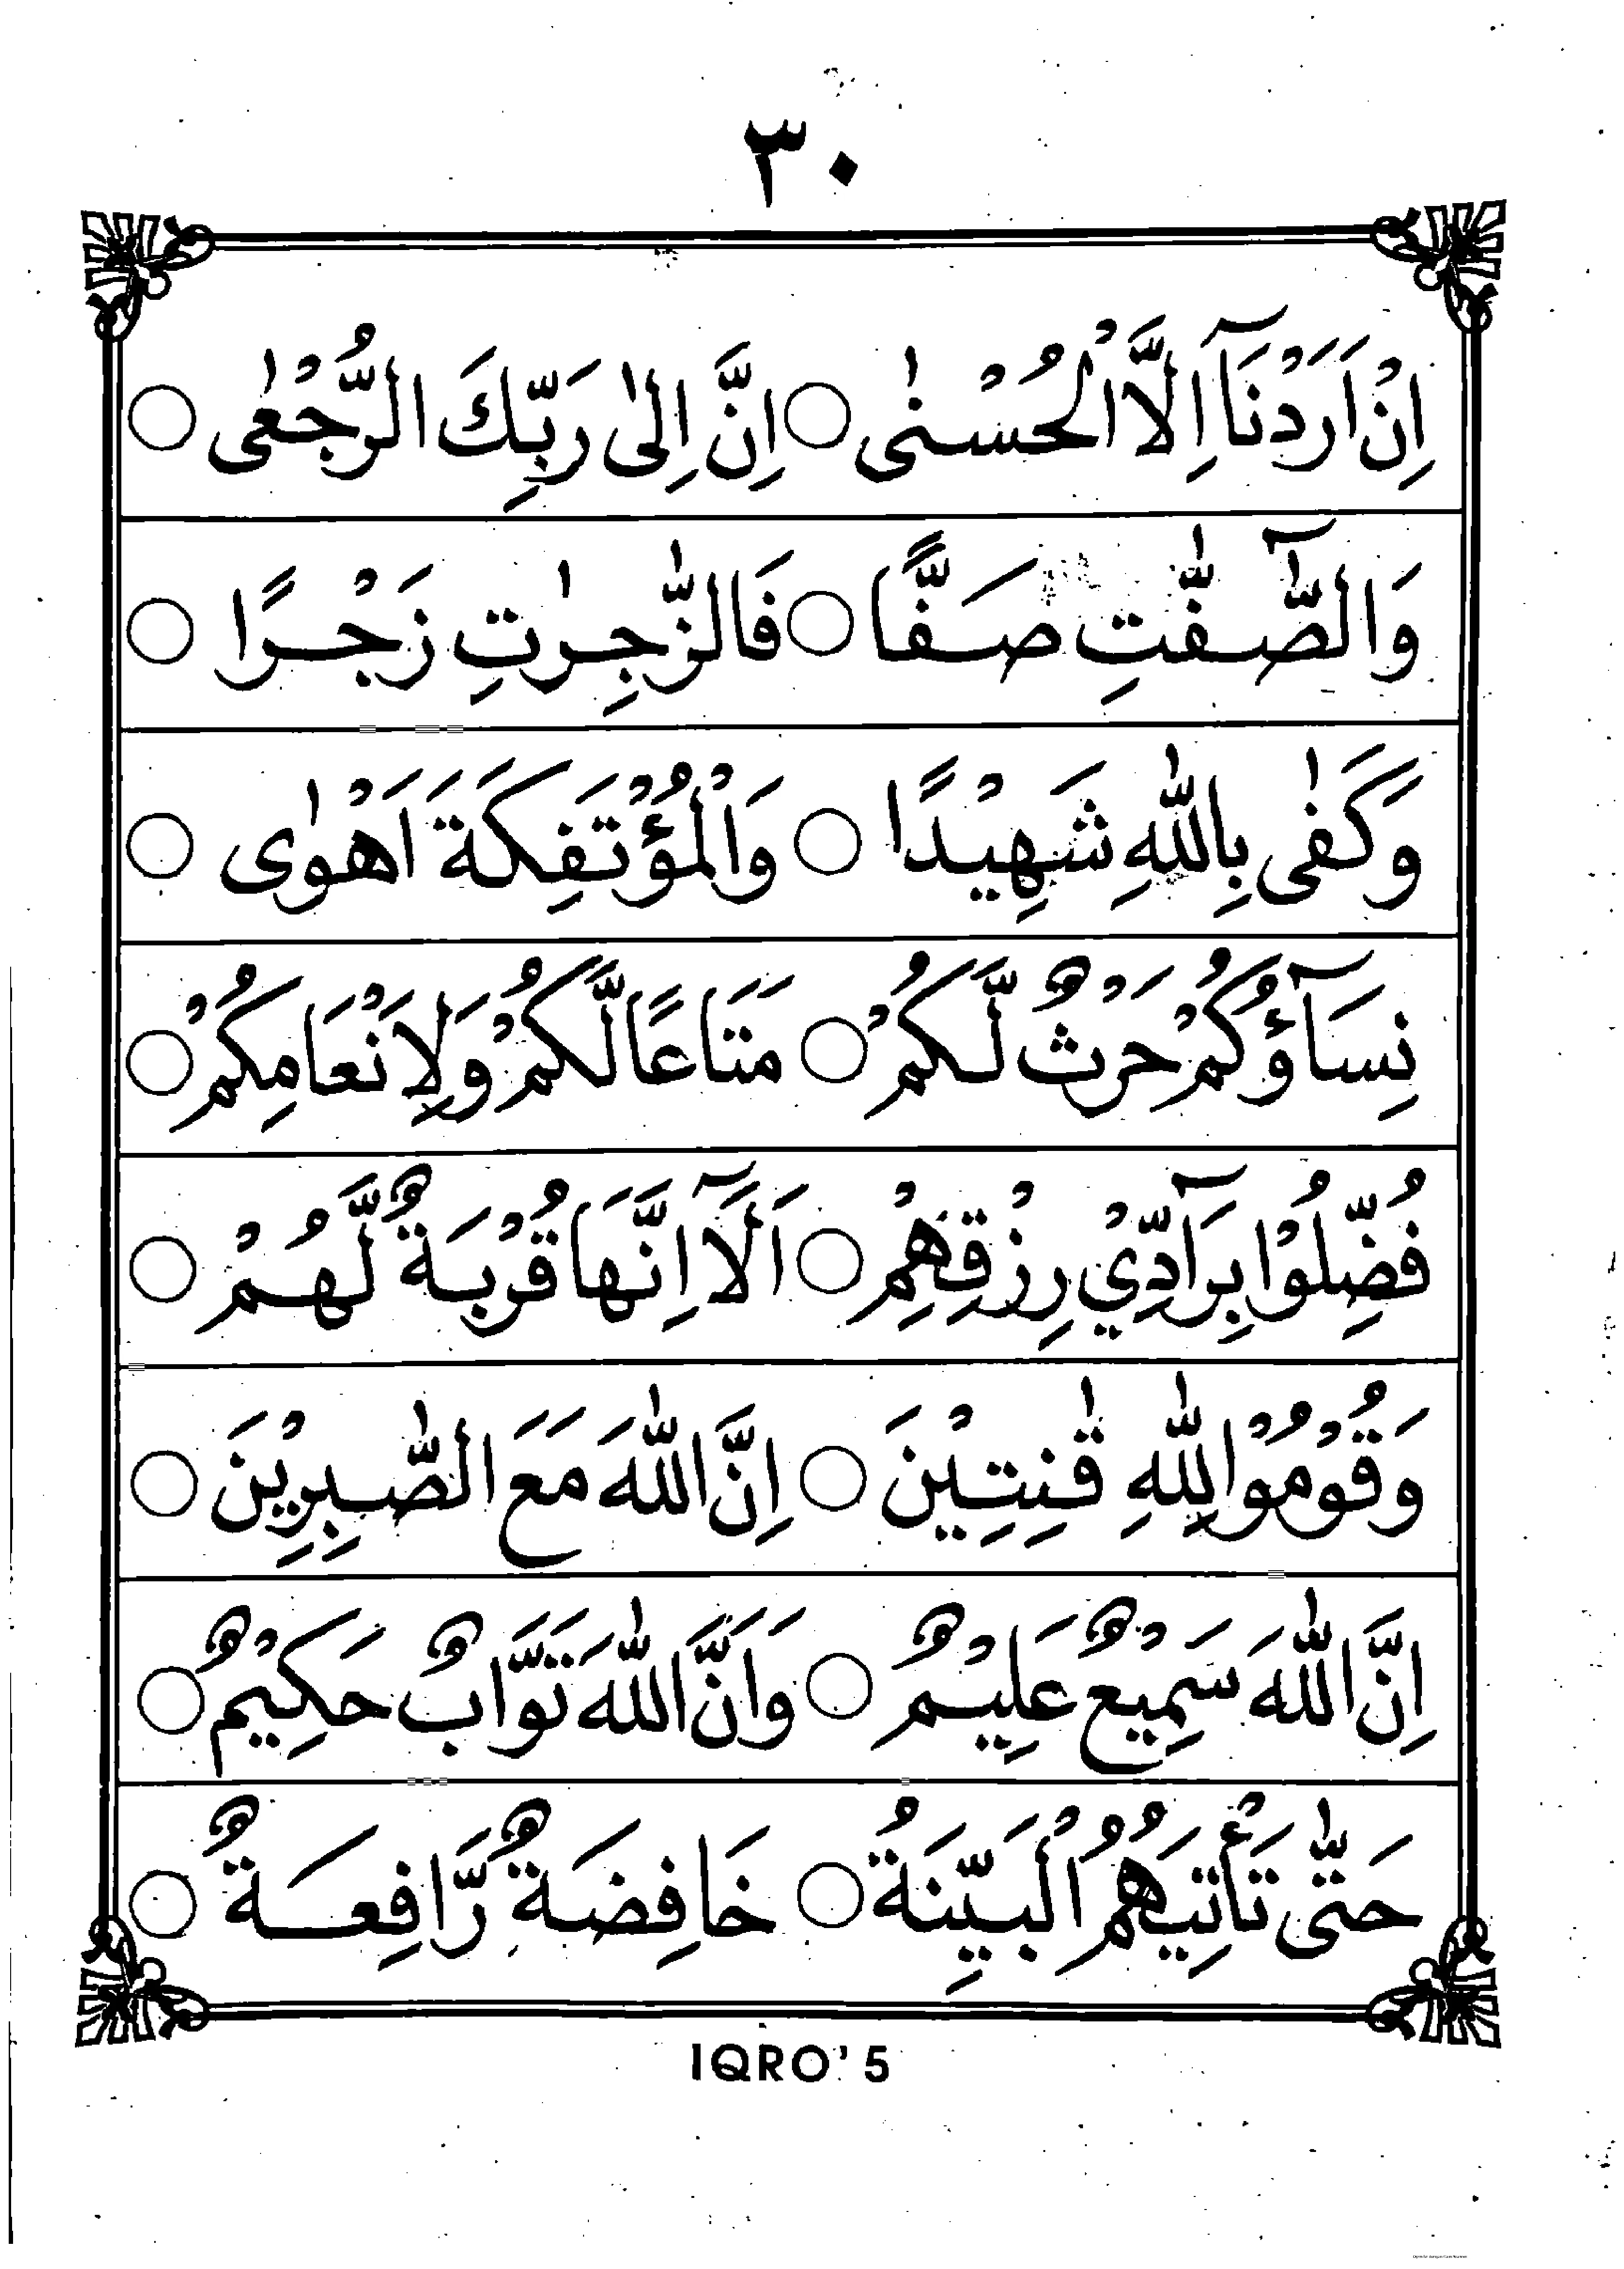 ٣٠
اِنْ اَرَدْنَآ اِلَّا الْحُسْنٰى ○ اِنَّ اِلٰى رَبِّكَ الرُّجْعٰى ○
وَالصّٰٓفّٰتِ صَفًّا ○ فَالزّٰجِرٰتِ زَجْرًا ○
وَّكَفٰى بِاللّٰهِ شَهِيْدًا ○ وَالْمُؤْتَفِكَةَ اَهْوٰى ○
نِسَآؤُكُمْ حَرْثٌ لَّكُمْ ○ مَتَاعًا لَّكُمْ وَلِاَنْعَامِكُمْ ○
فُضِّلُوْا بِرَآدِّيْ رِزْقِهِمْ ○ اَلَآ اِنَّهَا قُرْبَةٌ لَّهُمْ ○
وَقُوْمُوْا لِلّٰهِ قٰنِتِيْنَ ○ اِنَّ اللّٰهَ مَعَ الصّٰبِرِيْنَ ○
اِنَّ اللّٰهَ سَمِيْعٌ عَلِيْمٌ ○ وَاَنَّ اللّٰهَ تَوَّابٌ حَكِيْمٌ ○
حَتّٰى تَأْتِيَهُمُ الْبَيِّنَةُ ○ خَافِضَةٌ رَّافِعَةٌ ○
IQRO' 5